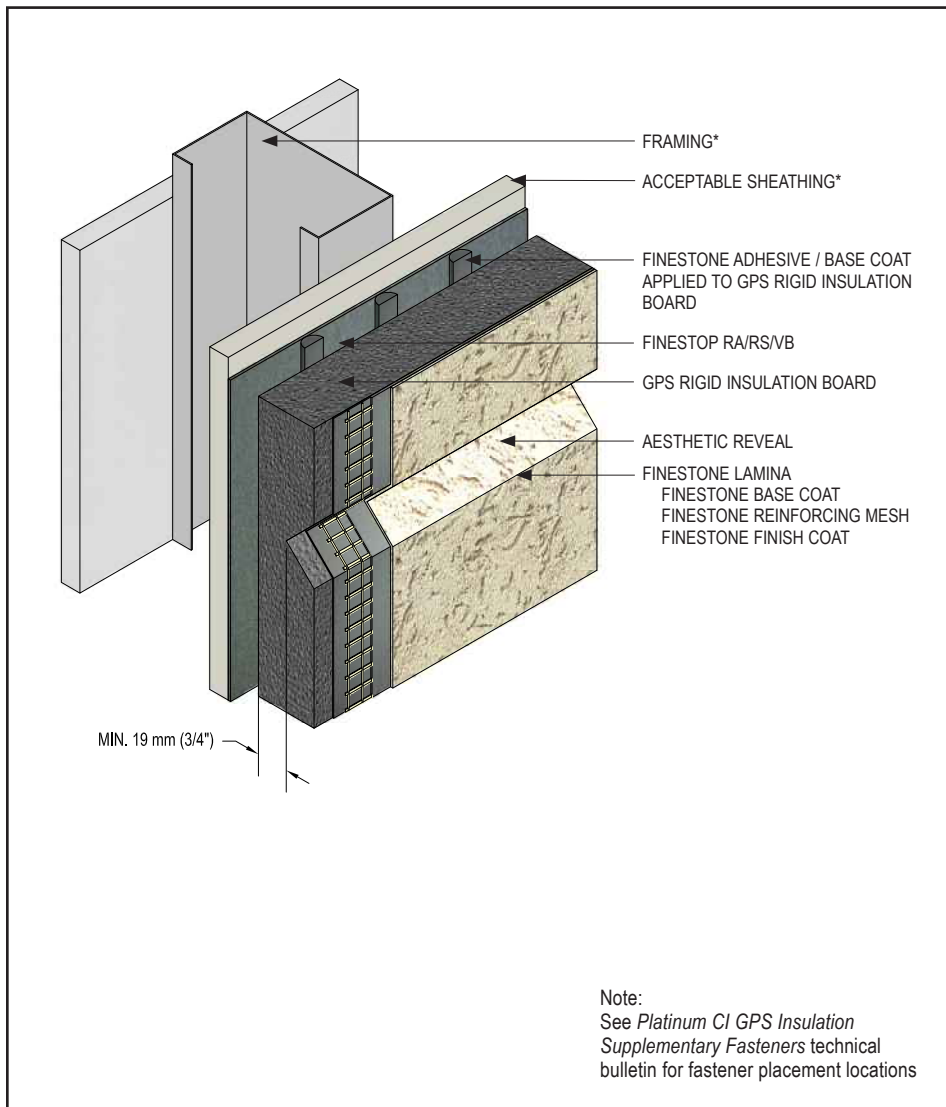 FRAMING*
ACCEPTABLE SHEATHING*
FINESTONE ADHESIVE / BASE COAT
APPLIED TO GPS RIGID INSULATION
BOARD
FINESTOP RA/RS/VB
GPS RIGID INSULATION BOARD
AESTHETIC REVEAL
FINESTONE LAMINA
FINESTONE BASE COAT
FINESTONE REINFORCING MESH
FINESTONE FINISH COAT
MIN. 19 mm (3/4")
Note:
See Platinum CI GPS Insulation
Supplementary Fasteners technical
bulletin for fastener placement locations